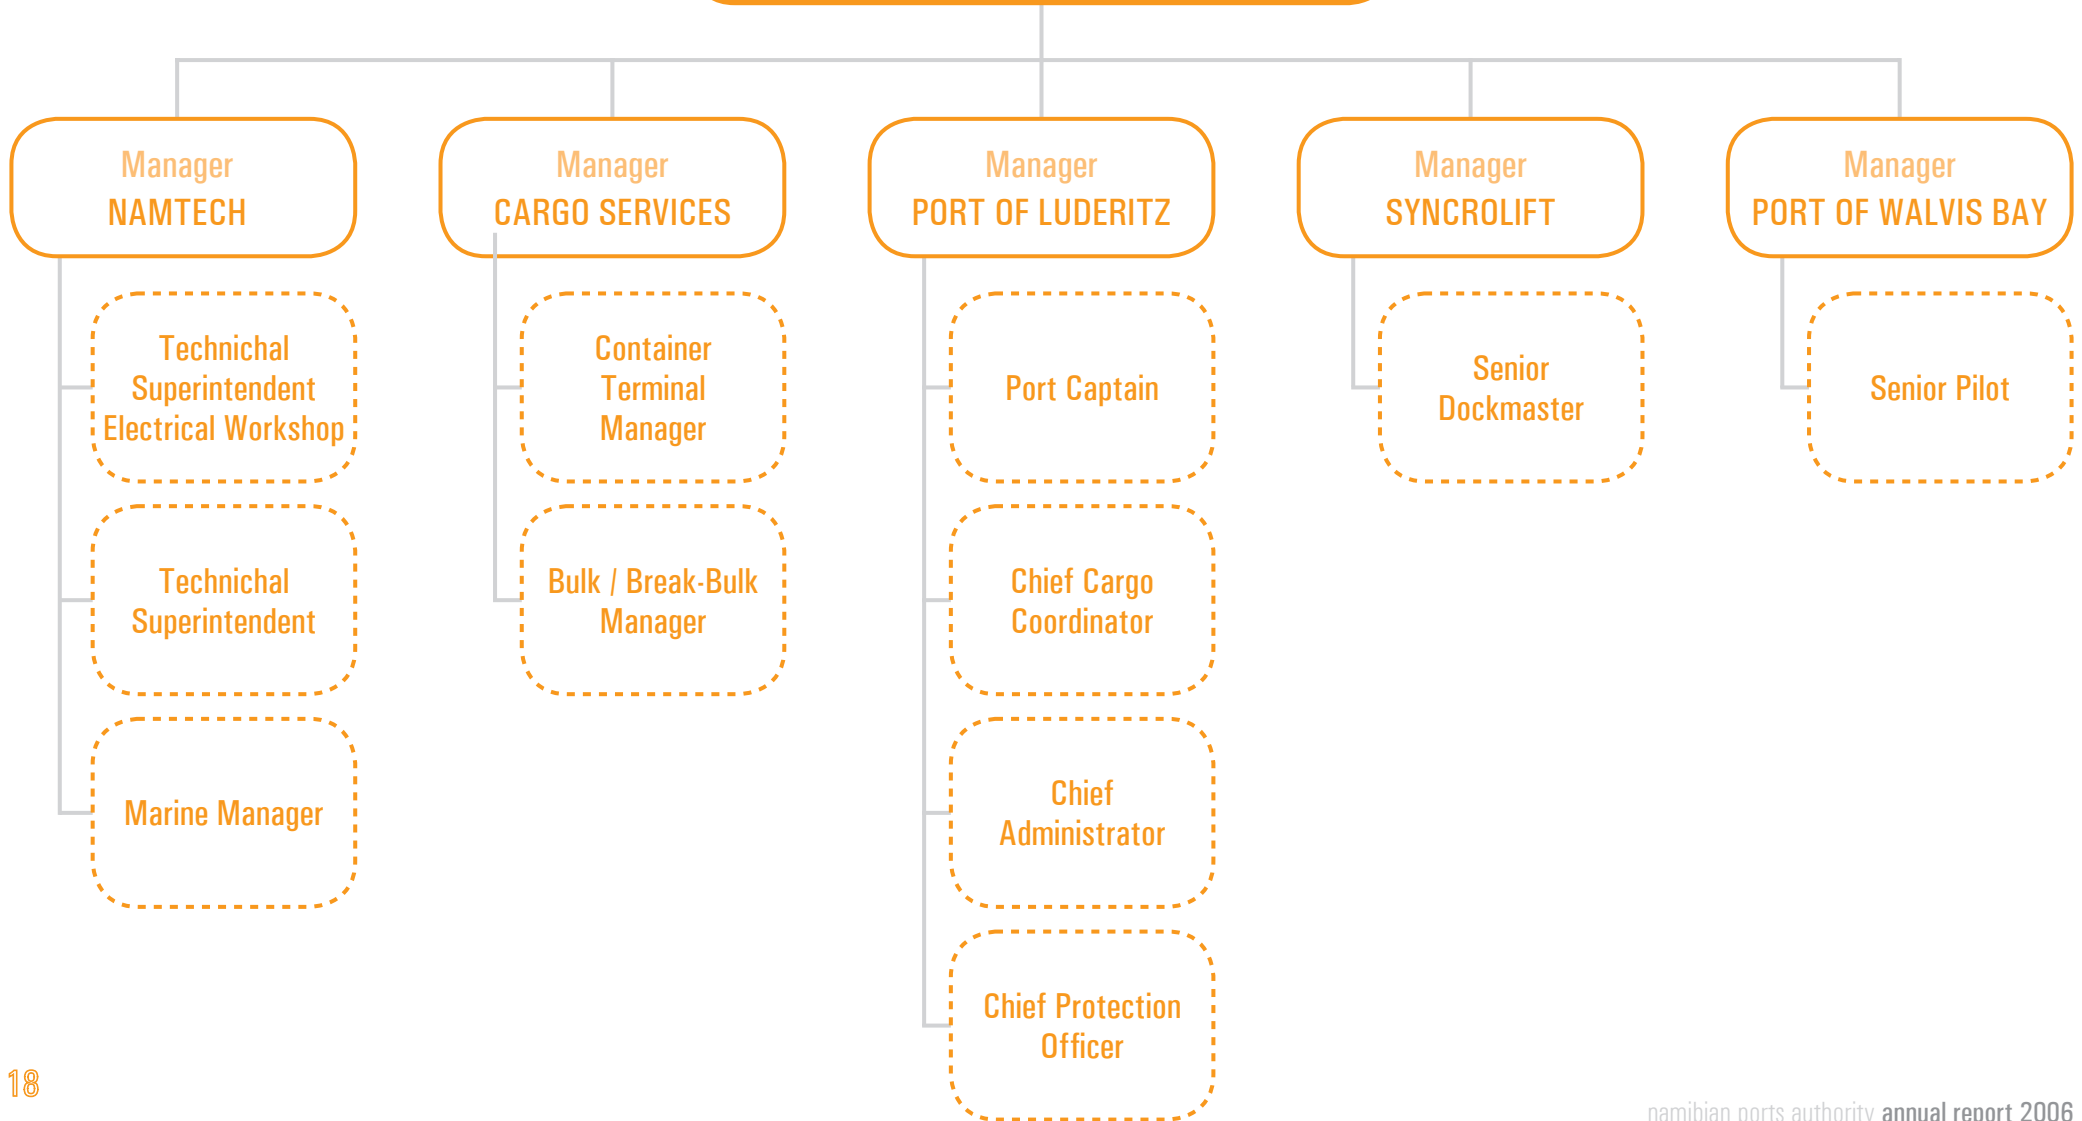 Manager
NAMTECH
Manager
CARGO SERVICES
Manager
PORT OF LUDERITZ
Manager
SYNCROLIFT
Manager
PORT OF WALVIS BAY
Technichal
Superintendent
Electrical Workshop
Technichal
Superintendent
Marine Manager
Container
Terminal
Manager
Bulk / Break-Bulk
Manager
Port Captain
Chief Cargo
Coordinator
Chief
Administrator
Chief Protection
Officer
Senior
Dockmaster
Senior Pilot
18
namibian ports authority annual report 2006